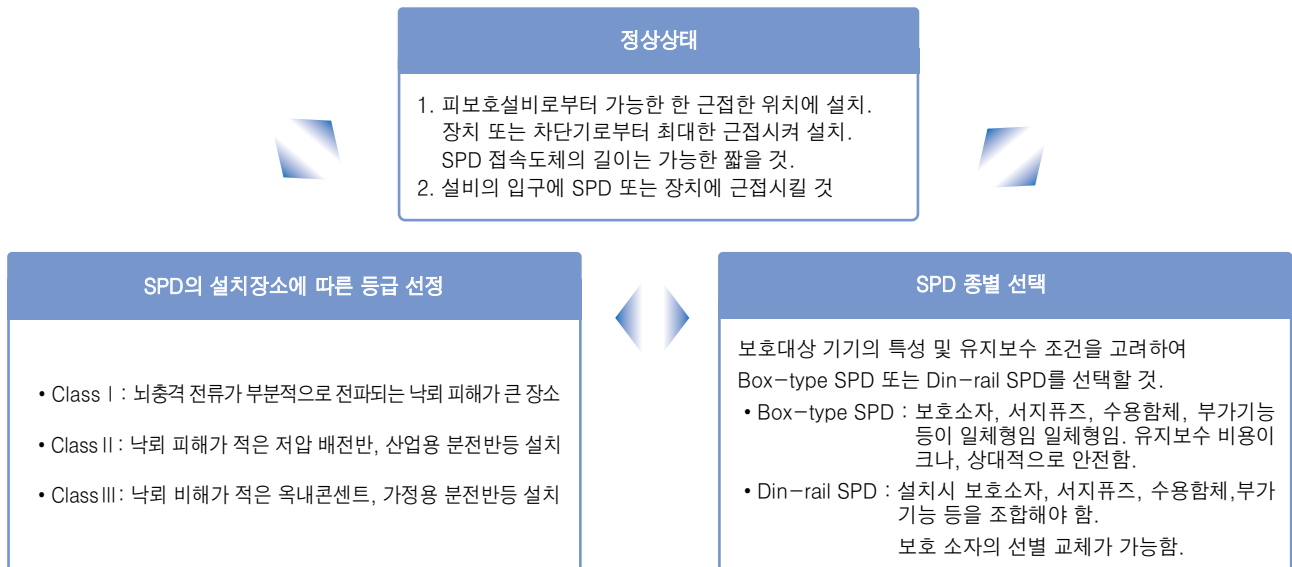 정상상태
1. 피보호설비로부터 가능한 한 근접한 위치에 설치.
장치 또는 차단기로부터 최대한 근접시켜 설치.
SPD 접속도체의 길이는 가능한 짧을 것.
2. 설비의 입구에 SPD 또는 장치에 근접시킬 것
SPD의 설치장소에 따른 등급 선정
• Class Ⅰ : 뇌충격 전류가 부분적으로 전파되는 낙뢰 피해가 큰 장소
• Class Ⅱ : 낙뢰 피해가 적은 저압 배전반, 산업용 분전반등 설치
• Class Ⅲ : 낙뢰 비해가 적은 옥내콘센트, 가정용 분전반등 설치
SPD 종별 선택
보호대상 기기의 특성 및 유지보수 조건을 고려하여
Box-type SPD 또는 Din-rail SPD를 선택할 것.
• Box-type SPD : 보호소자, 서지퓨즈, 수용함체, 부가기능
등이 일체형임 일체형임. 유지보수 비용이
크나, 상대적으로 안전함.
• Din-rail SPD : 설치시 보호소자, 서지퓨즈, 수용함체,부가
기능 등을 조합해야 함.
보호 소자의 선별 교체가 가능함.